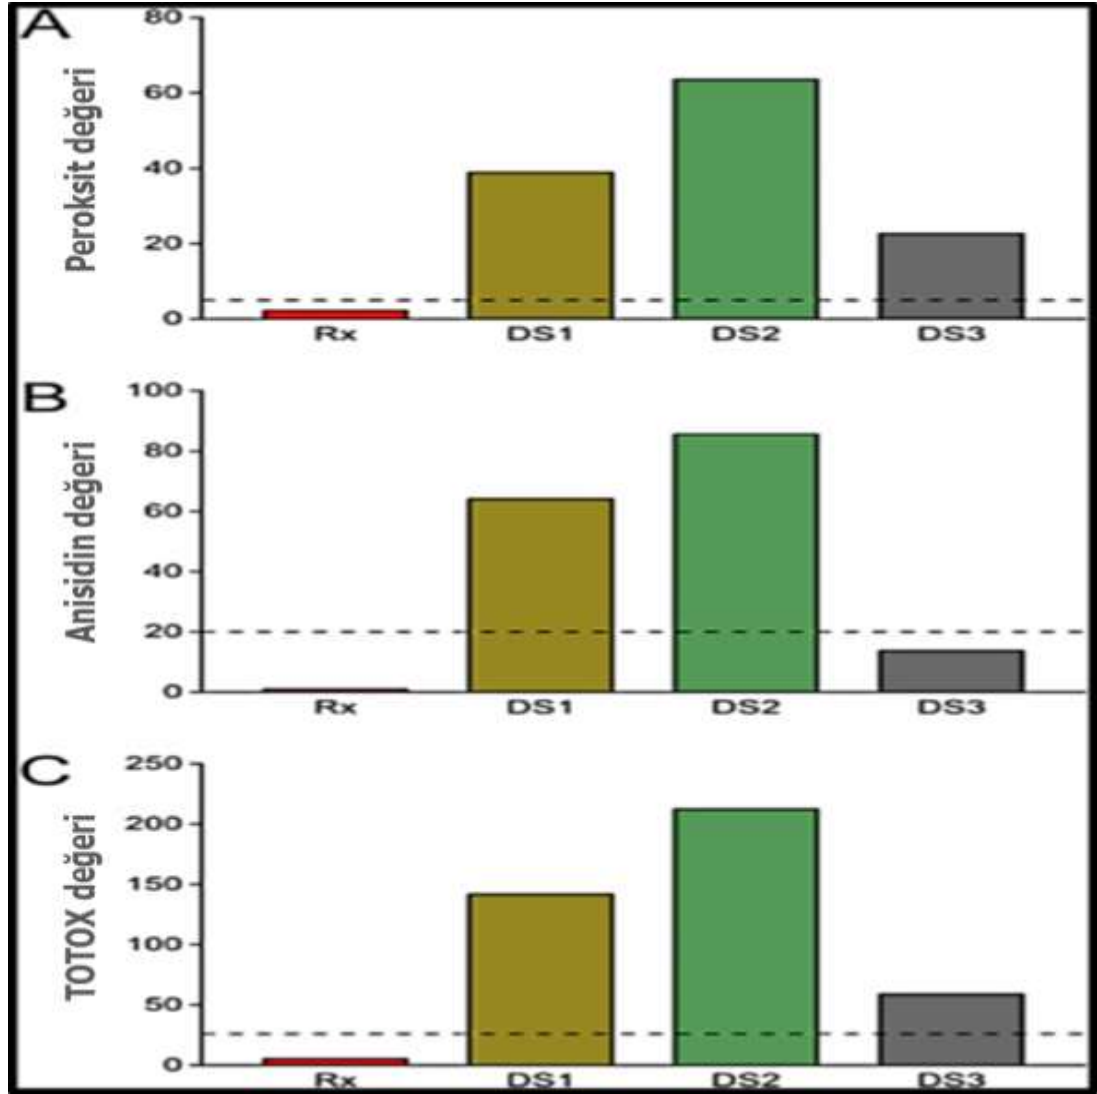 A
Peroksit değeri
80
60
40
20
0
Rx DS1 DS2 DS3
B
Anisidin değeri
100
80
60
40
20
0
Rx DS1 DS2 DS3
C
TOTOX değeri
250
200
150
100
50
0
Rx DS1 DS2 DS3